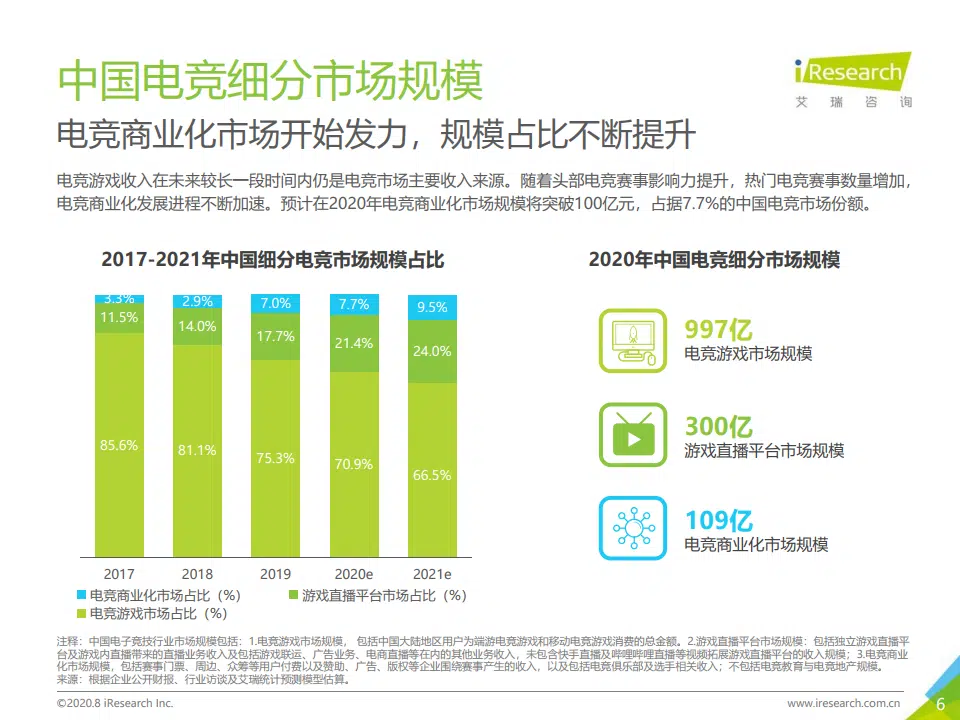 中国电竞细分市场规模
iResearch
艾瑞咨询
电竞商业化市场开始发力，规模占比不断提升
电竞游戏收入在未来较长一段时间内仍是电竞市场主要收入来源。随着头部电竞赛事影响力提升，热门电竞赛事数量增加，
电竞商业化发展进程不断加速。预计在2020年电竞商业化市场规模将突破100亿元，占据7.7%的中国电竞市场份额。
2017-2021年中国细分电竞市场规模占比
3.3% 2.9% 7.0% 7.7% 9.5%
11.5% 14.0% 17.7% 21.4% 24.0%
85.6% 81.1% 75.3% 70.9% 66.5%
2017 2018 2019 2020e 2021e
电竞商业化市场占比（%） 游戏直播平台市场占比（%）
电竞游戏市场占比（%）
2020年中国电竞细分市场规模
997亿
电竞游戏市场规模
300亿
游戏直播平台市场规模
109亿
电竞商业化市场规模
注释：中国电子竞技行业市场规模包括：1.电竞游戏市场规模， 包括中国大陆地区用户为端游电竞游戏和移动电竞游戏消费的总金额。2.游戏直播平台市场规模：包括独立游戏直播平
台及游戏内直播带来的直播业务收入及包括游戏联运、广告业务、电商直播等在内的其他业务收入，未包含快手直播及哔哩哔哩直播等视频拓展游戏直播平台的收入规模；3.电竞商业
化市场规模，包括赛事门票、周边、众筹等用户付费以及赞助、广告、版权等企业围绕赛事产生的收入，以及包括电竞俱乐部及选手相关收入；不包括电竞教育与电竞地产规模。
来源：根据企业公开财报、行业访谈及艾瑞统计预测模型估算。
©2020.8 iResearch Inc.
www.iresearch.com.cn
6